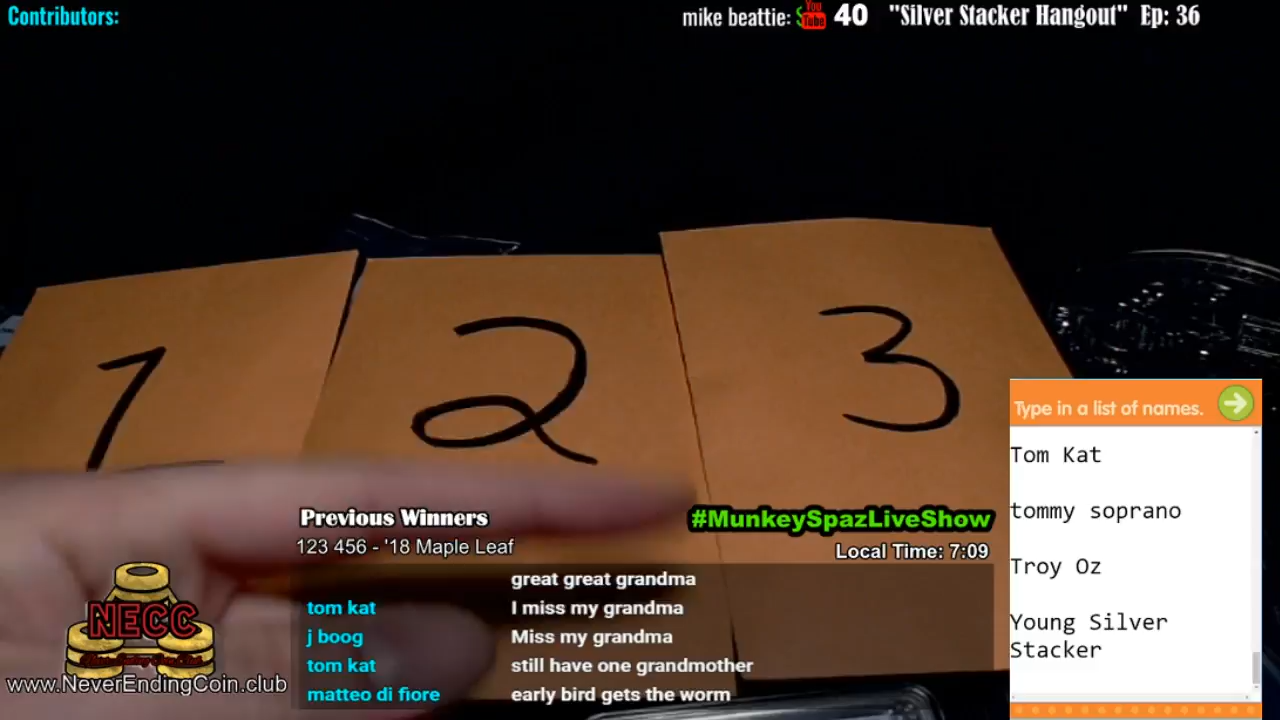 Contributors:
mike beattie: $ YouTube 40 "Silver Stacker Hangout" Ep: 36
1 2 3
Type in a list of names.
Tom Kat
tommy soprano
Troy Oz
Young Silver
Stacker
Previous Winners
123 456 - '18 Maple Leaf
#MunkeySpazLiveShow
Local Time: 7:09
great great grandma
tom kat I miss my grandma
j boog Miss my grandma
tom kat still have one grandmother
matteo di fiore early bird gets the worm
NECC
www.NeverEndingCoin.club